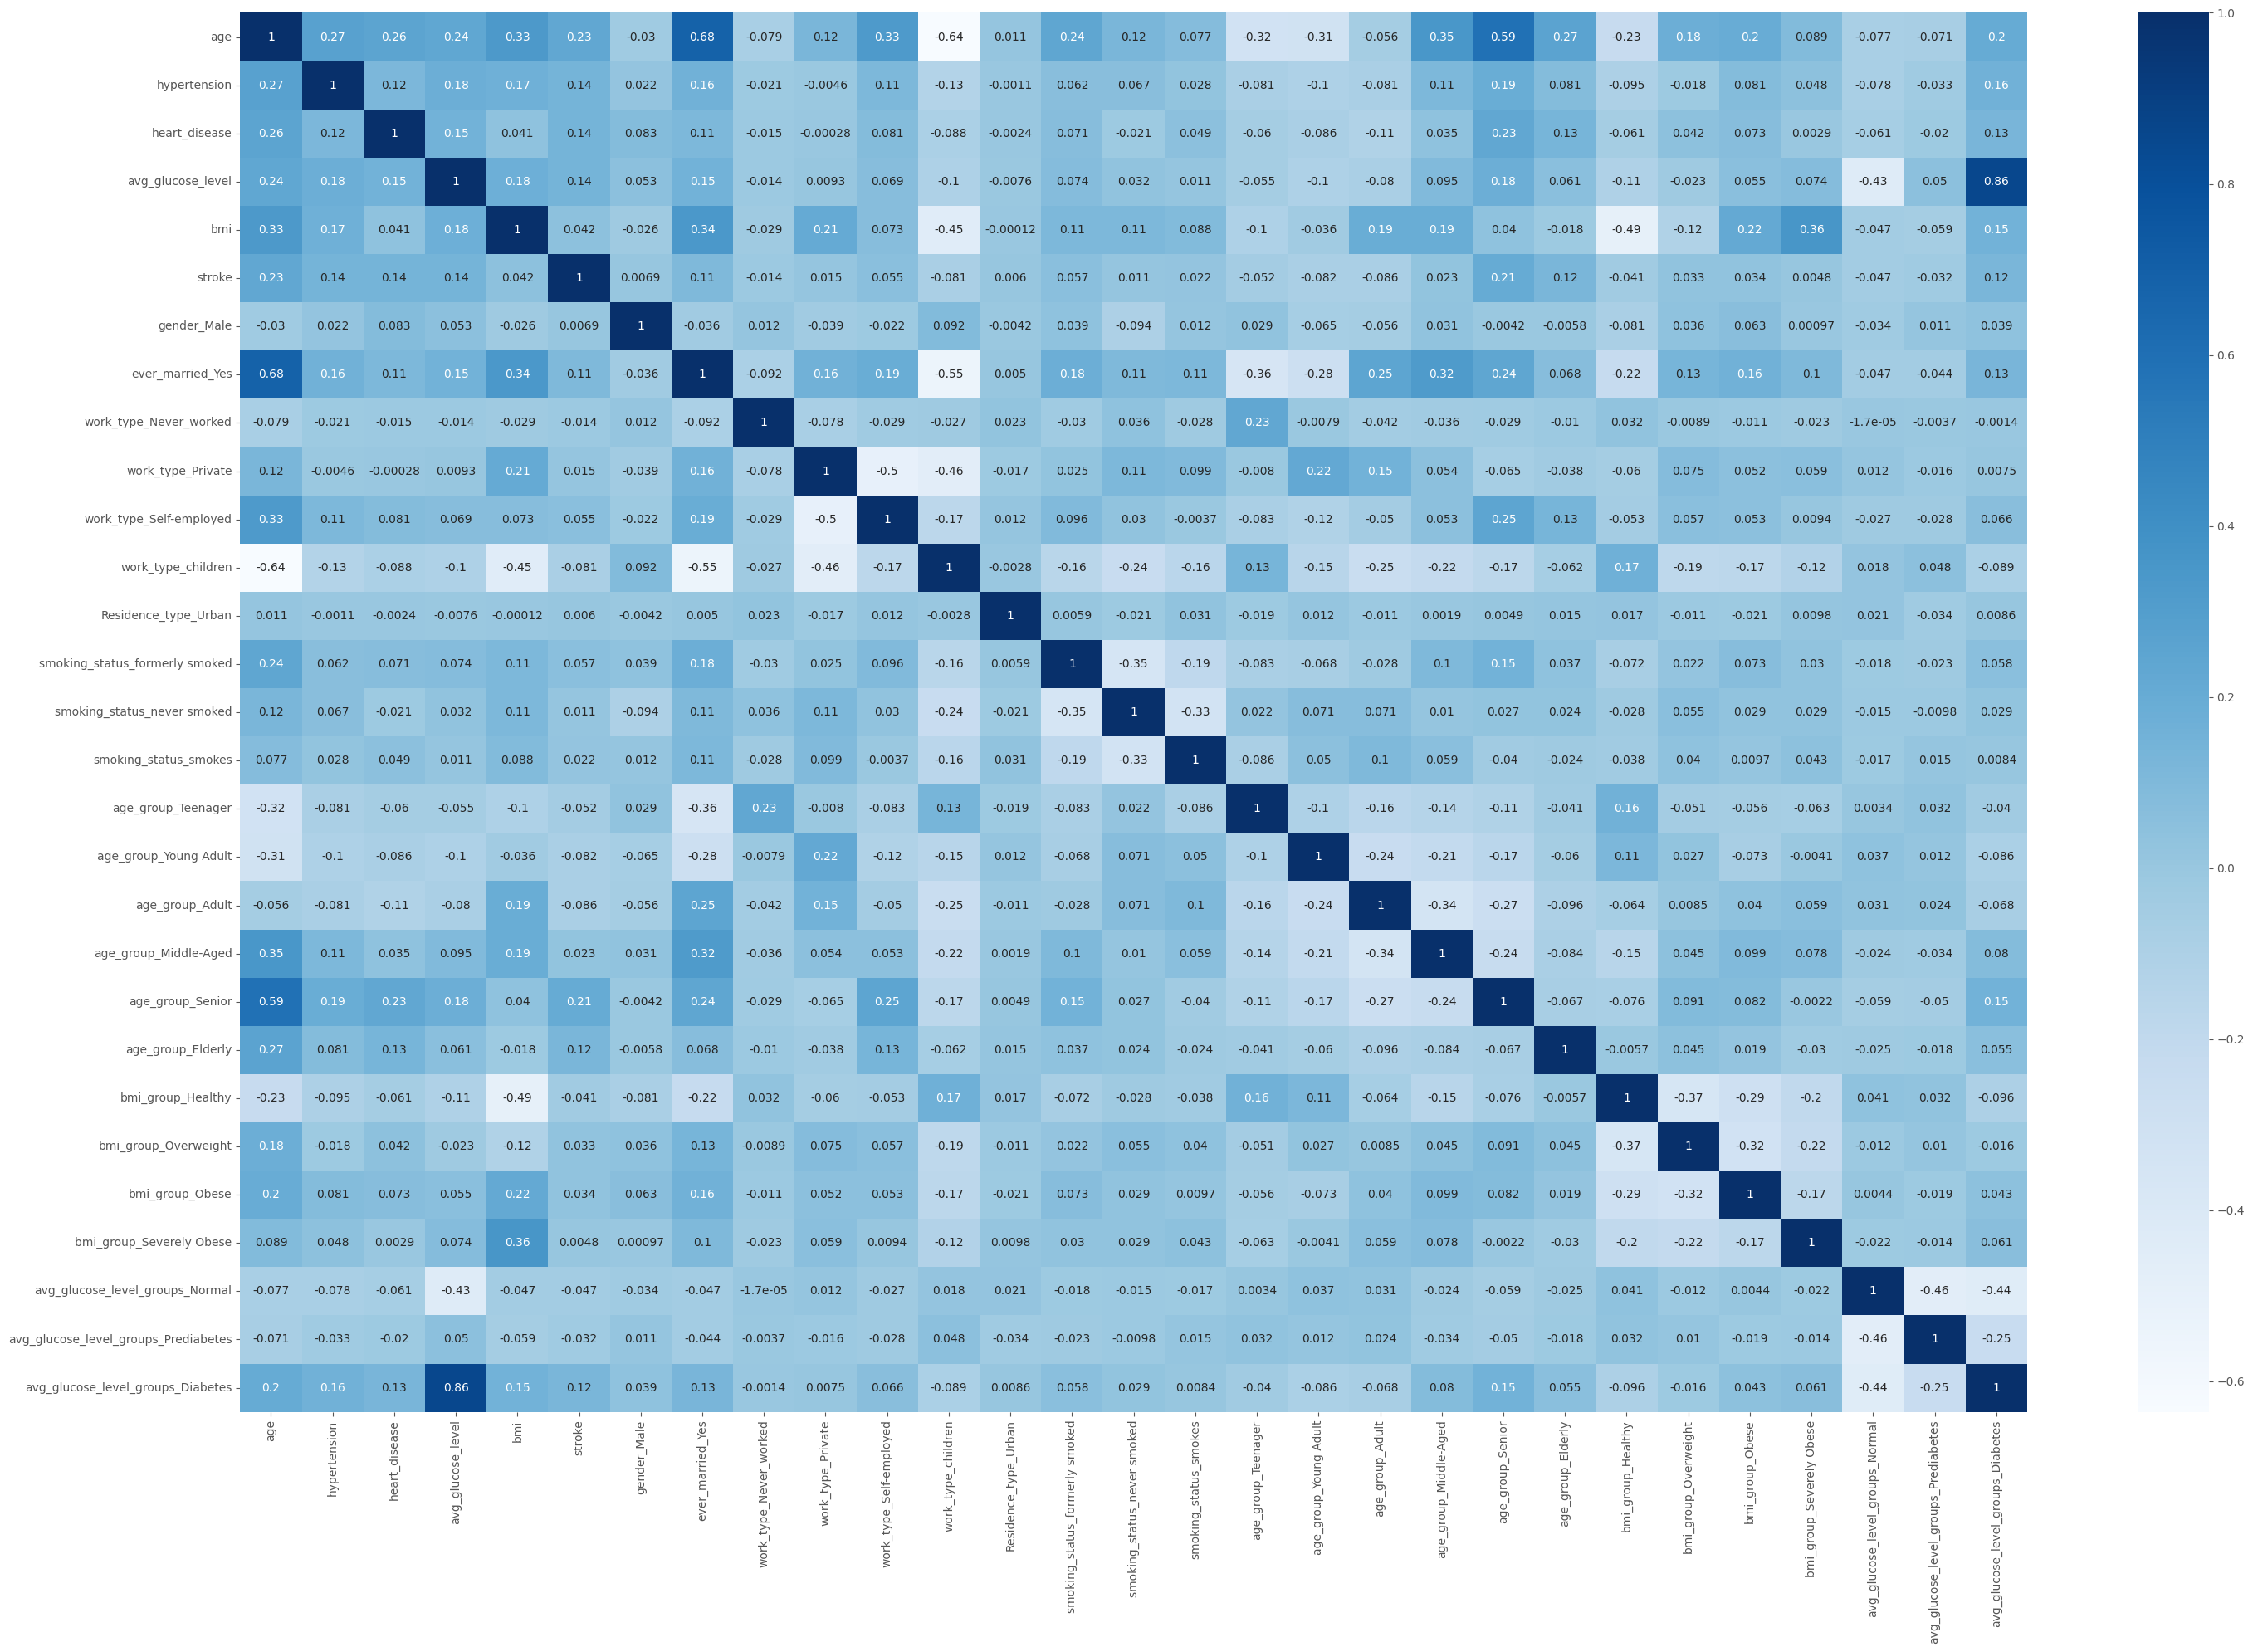 age 1 0.27 0.26 0.24 0.33 0.23 -0.03 0.68 -0.079 0.12 0.33 -0.64 0.011 0.24 0.12 0.077 -0.32 -0.31 -0.056 0.35 0.59 0.27 -0.23 0.18 0.2 0.089 -0.077 -0.071 0.2
hypertension 0.27 1 0.12 0.18 0.17 0.14 0.022 0.16 -0.021 -0.0046 0.11 -0.13 -0.0011 0.062 0.067 0.028 -0.081 -0.1 -0.081 0.11 0.19 0.081 -0.095 -0.018 0.081 0.048 -0.078 -0.033 0.16
heart_disease 0.26 0.12 1 0.15 0.041 0.14 0.083 0.11 -0.015 -0.00028 0.081 -0.088 -0.0024 0.071 -0.021 0.049 -0.06 -0.086 -0.11 0.035 0.23 0.13 -0.061 0.042 0.073 0.0029 -0.061 -0.02 0.13
avg_glucose_level 0.24 0.18 0.15 1 0.18 0.14 0.053 0.15 -0.014 0.0093 0.069 -0.1 -0.0076 0.074 0.032 0.011 -0.055 -0.1 -0.08 0.095 0.18 0.061 -0.11 -0.023 0.055 0.074 -0.43 0.05 0.86
bmi 0.33 0.17 0.041 0.18 1 0.042 -0.026 0.34 -0.029 0.21 0.073 -0.45 -0.00012 0.11 0.11 0.088 -0.1 -0.036 0.19 0.19 0.04 -0.018 -0.49 -0.12 0.22 0.36 -0.047 -0.059 0.15
stroke 0.23 0.14 0.14 0.14 0.042 1 0.0069 0.11 -0.014 0.015 0.055 -0.081 0.006 0.057 0.011 0.022 -0.052 -0.082 -0.086 0.023 0.21 0.12 -0.041 0.033 0.034 0.0048 -0.047 -0.032 0.12
gender_Male -0.03 0.022 0.083 0.053 -0.026 0.0069 1 -0.036 0.012 -0.039 -0.022 0.092 -0.0042 0.039 -0.094 0.012 0.029 -0.065 -0.056 0.031 -0.0042 -0.0058 -0.081 0.036 0.063 0.00097 -0.034 0.011 0.039
ever_married_Yes 0.68 0.16 0.11 0.15 0.34 0.11 -0.036 1 -0.092 0.16 0.19 -0.55 0.005 0.18 0.11 0.11 -0.36 -0.28 0.25 0.32 0.24 0.068 -0.22 0.13 0.16 0.1 -0.047 -0.044 0.13
work_type_Never_worked -0.079 -0.021 -0.015 -0.014 -0.029 -0.014 0.012 -0.092 1 -0.078 -0.029 -0.027 0.023 -0.03 0.036 -0.028 0.23 -0.0079 -0.042 -0.036 -0.029 -0.01 0.032 -0.0089 -0.011 -0.023 -1.7e-05 -0.0037 -0.0014
work_type_Private 0.12 -0.0046 -0.00028 0.0093 0.21 0.015 -0.039 0.16 -0.078 1 -0.5 -0.46 -0.017 0.025 0.11 0.099 -0.008 0.22 0.15 0.054 -0.065 -0.038 -0.06 0.075 0.052 0.059 0.012 -0.016 0.0075
work_type_Self-employed 0.33 0.11 0.081 0.069 0.073 0.055 -0.022 0.19 -0.029 -0.5 1 -0.17 0.012 0.096 0.03 -0.0037 -0.083 -0.12 -0.05 0.053 0.25 0.13 -0.053 0.057 0.053 0.0094 -0.027 -0.028 0.066
work_type_children -0.64 -0.13 -0.088 -0.1 -0.45 -0.081 0.092 -0.55 -0.027 -0.46 -0.17 1 -0.0028 -0.16 -0.24 -0.16 0.13 -0.15 -0.25 -0.22 -0.17 -0.062 0.17 -0.19 -0.17 -0.12 0.018 0.048 -0.089
Residence_type_Urban 0.011 -0.0011 -0.0024 -0.0076 -0.00012 0.006 -0.0042 0.005 0.023 -0.017 0.012 -0.0028 1 0.0059 -0.021 0.031 -0.019 0.012 -0.011 0.0019 0.0049 0.015 0.017 -0.011 -0.021 0.0098 0.021 -0.034 0.0086
smoking_status_formerly smoked 0.24 0.062 0.071 0.074 0.11 0.057 0.039 0.18 -0.03 0.025 0.096 -0.16 0.0059 1 -0.35 -0.19 -0.083 -0.068 -0.028 0.1 0.15 0.037 -0.072 0.022 0.073 0.03 -0.018 -0.023 0.058
smoking_status_never smoked 0.12 0.067 -0.021 0.032 0.11 0.011 -0.094 0.11 0.036 0.11 0.03 -0.24 -0.021 -0.35 1 -0.33 0.022 0.071 0.071 0.01 0.027 0.024 -0.028 0.055 0.029 0.029 -0.015 -0.0098 0.029
smoking_status_smokes 0.077 0.028 0.049 0.011 0.088 0.022 0.012 0.11 -0.028 0.099 -0.0037 -0.16 0.031 -0.19 -0.33 1 -0.086 0.05 0.1 0.059 -0.04 -0.024 -0.038 0.04 0.0097 0.043 -0.017 0.015 0.0084
age_group_Teenager -0.32 -0.081 -0.06 -0.055 -0.1 -0.052 0.029 -0.36 0.23 -0.008 -0.083 0.13 -0.019 -0.083 0.022 -0.086 1 -0.1 -0.16 -0.14 -0.11 -0.041 0.16 -0.051 -0.056 -0.063 0.0034 0.032 -0.04
age_group_Young Adult -0.31 -0.1 -0.086 -0.1 -0.036 -0.082 -0.065 -0.28 -0.0079 0.22 -0.12 -0.15 0.012 -0.068 0.071 0.05 -0.1 1 -0.24 -0.21 -0.17 -0.06 0.11 0.027 -0.073 -0.0041 0.037 0.012 -0.086
age_group_Adult -0.056 -0.081 -0.11 -0.08 0.19 -0.086 -0.056 0.25 -0.042 0.15 -0.05 -0.25 -0.011 -0.028 0.071 0.1 -0.16 -0.24 1 -0.34 -0.27 -0.096 -0.064 0.0085 0.04 0.059 0.031 0.024 -0.068
age_group_Middle-Aged 0.35 0.11 0.035 0.095 0.19 0.023 0.031 0.32 -0.036 0.054 0.053 -0.22 0.0019 0.1 0.01 0.059 -0.14 -0.21 -0.34 1 -0.24 -0.084 -0.15 0.045 0.099 0.078 -0.024 -0.034 0.08
age_group_Senior 0.59 0.19 0.23 0.18 0.04 0.21 -0.0042 0.24 -0.029 -0.065 0.25 -0.17 0.0049 0.15 0.027 -0.04 -0.11 -0.17 -0.27 -0.24 1 -0.067 -0.076 0.091 0.082 -0.0022 -0.059 -0.05 0.15
age_group_Elderly 0.27 0.081 0.13 0.061 -0.018 0.12 -0.0058 0.068 -0.01 -0.038 0.13 -0.062 0.015 0.037 0.024 -0.024 -0.041 -0.06 -0.096 -0.084 -0.067 1 -0.0057 0.045 0.019 -0.03 -0.025 -0.018 0.055
bmi_group_Healthy -0.23 -0.095 -0.061 -0.11 -0.49 -0.041 -0.081 -0.22 0.032 -0.06 -0.053 0.17 0.017 -0.072 -0.028 -0.038 0.16 0.11 -0.064 -0.15 -0.076 -0.0057 1 -0.37 -0.29 -0.2 0.041 0.032 -0.096
bmi_group_Overweight 0.18 -0.018 0.042 -0.023 -0.12 0.033 0.036 0.13 -0.0089 0.075 0.057 -0.19 -0.011 0.022 0.055 0.04 -0.051 0.027 0.0085 0.045 0.091 0.045 -0.37 1 -0.32 -0.22 -0.012 0.01 -0.016
bmi_group_Obese 0.2 0.081 0.073 0.055 0.22 0.034 0.063 0.16 -0.011 0.052 0.053 -0.17 -0.021 0.073 0.029 0.0097 -0.056 -0.073 0.04 0.099 0.082 0.019 -0.29 -0.32 1 -0.17 0.0044 -0.019 0.043
bmi_group_Severely Obese 0.089 0.048 0.0029 0.074 0.36 0.0048 0.00097 0.1 -0.023 0.059 0.0094 -0.12 0.0098 0.03 0.029 0.043 -0.063 -0.0041 0.059 0.078 -0.0022 -0.03 -0.2 -0.22 -0.17 1 -0.022 -0.014 0.061
avg_glucose_level_groups_Normal -0.077 -0.078 -0.061 -0.43 -0.047 -0.047 -0.034 -0.047 -1.7e-05 0.012 -0.027 0.018 0.021 -0.018 -0.015 -0.017 0.0034 0.037 0.031 -0.024 -0.059 -0.025 0.041 -0.012 0.0044 -0.022 1 -0.46 -0.44
avg_glucose_level_groups_Prediabetes -0.071 -0.033 -0.02 0.05 -0.059 -0.032 0.011 -0.044 -0.0037 -0.016 -0.028 0.048 -0.034 -0.023 -0.0098 0.015 0.032 0.012 0.024 -0.034 -0.05 -0.018 0.032 0.01 -0.019 -0.014 -0.46 1 -0.25
avg_glucose_level_groups_Diabetes 0.2 0.16 0.13 0.86 0.15 0.12 0.039 0.13 -0.0014 0.0075 0.066 -0.089 0.0086 0.058 0.029 0.0084 -0.04 -0.086 -0.068 0.08 0.15 0.055 -0.096 -0.016 0.043 0.061 -0.44 -0.25 1
age
hypertension
heart_disease
avg_glucose_level
bmi
stroke
gender_Male
ever_married_Yes
work_type_Never_worked
work_type_Private
work_type_Self-employed
work_type_children
Residence_type_Urban
smoking_status_formerly smoked
smoking_status_never smoked
smoking_status_smokes
age_group_Teenager
age_group_Young Adult
age_group_Adult
age_group_Middle-Aged
age_group_Senior
age_group_Elderly
bmi_group_Healthy
bmi_group_Overweight
bmi_group_Obese
bmi_group_Severely Obese
avg_glucose_level_groups_Normal
avg_glucose_level_groups_Prediabetes
avg_glucose_level_groups_Diabetes
1.0
0.8
0.6
0.4
0.2
0.0
−0.2
−0.4
−0.6